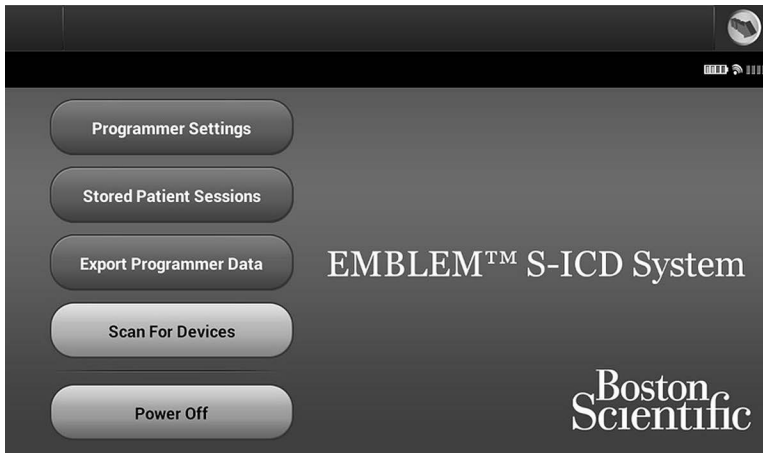 Programmer Settings
Stored Patient Sessions
Export Programmer Data
EMBLEM™ S-ICD System
Scan For Devices
Power Off
Boston
Scientific